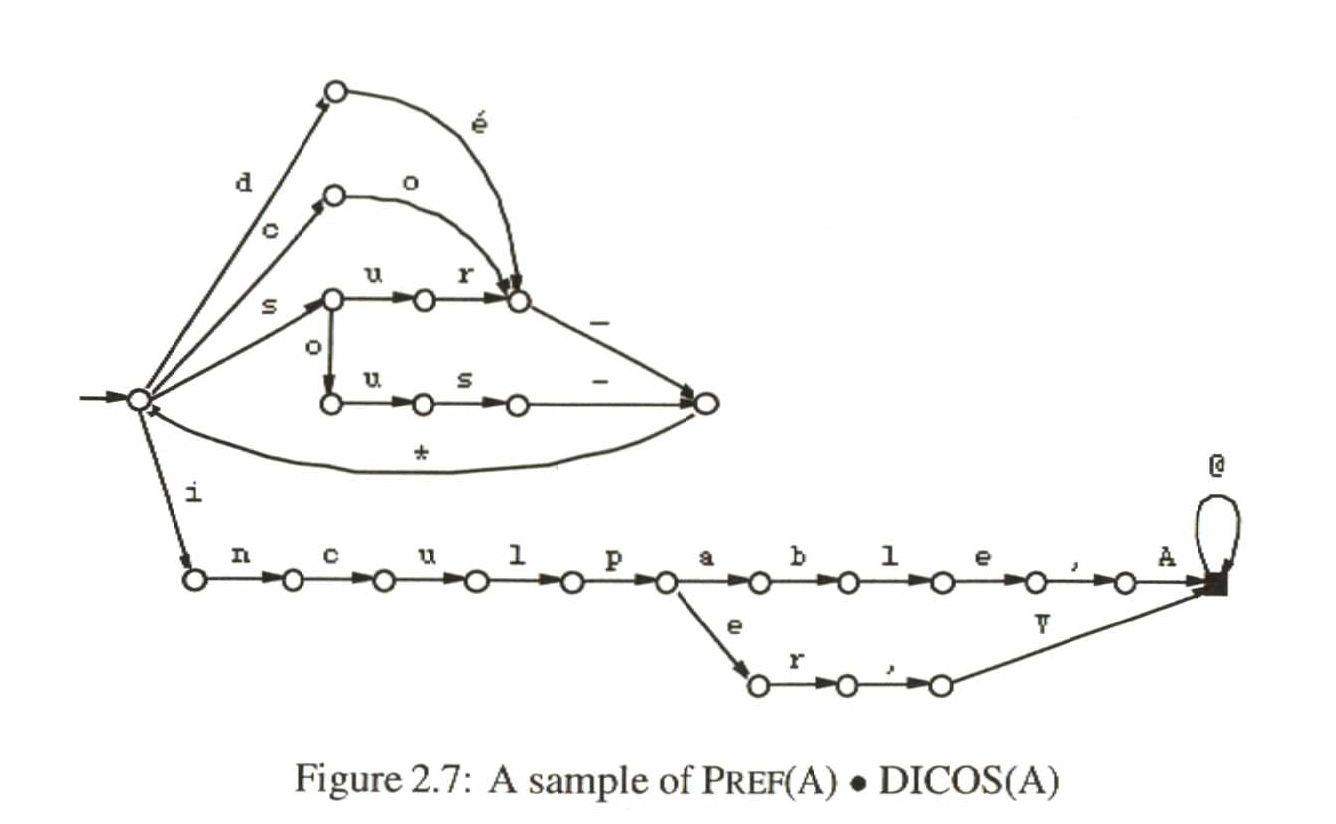 é
d
o
c
u r
s
–
o
u s –
*
i
@
n c u l p a b l e , A
e
V
r ,
Figure 2.7: A sample of PREF(A) • DICOS(A)